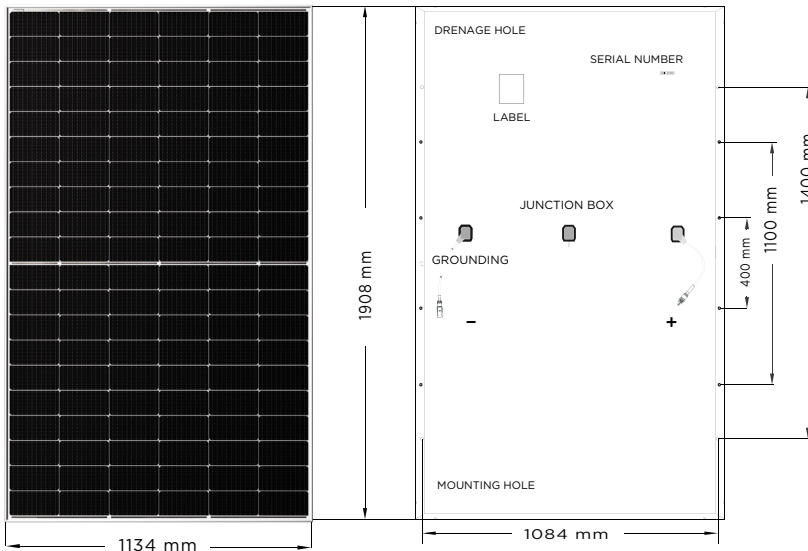 DRENAGE HOLE
SERIAL NUMBER
LABEL
JUNCTION BOX
GROUNDING
– +
MOUNTING HOLE
1908 mm
400 mm
1100 mm
1400 mm
1134 mm
1084 mm